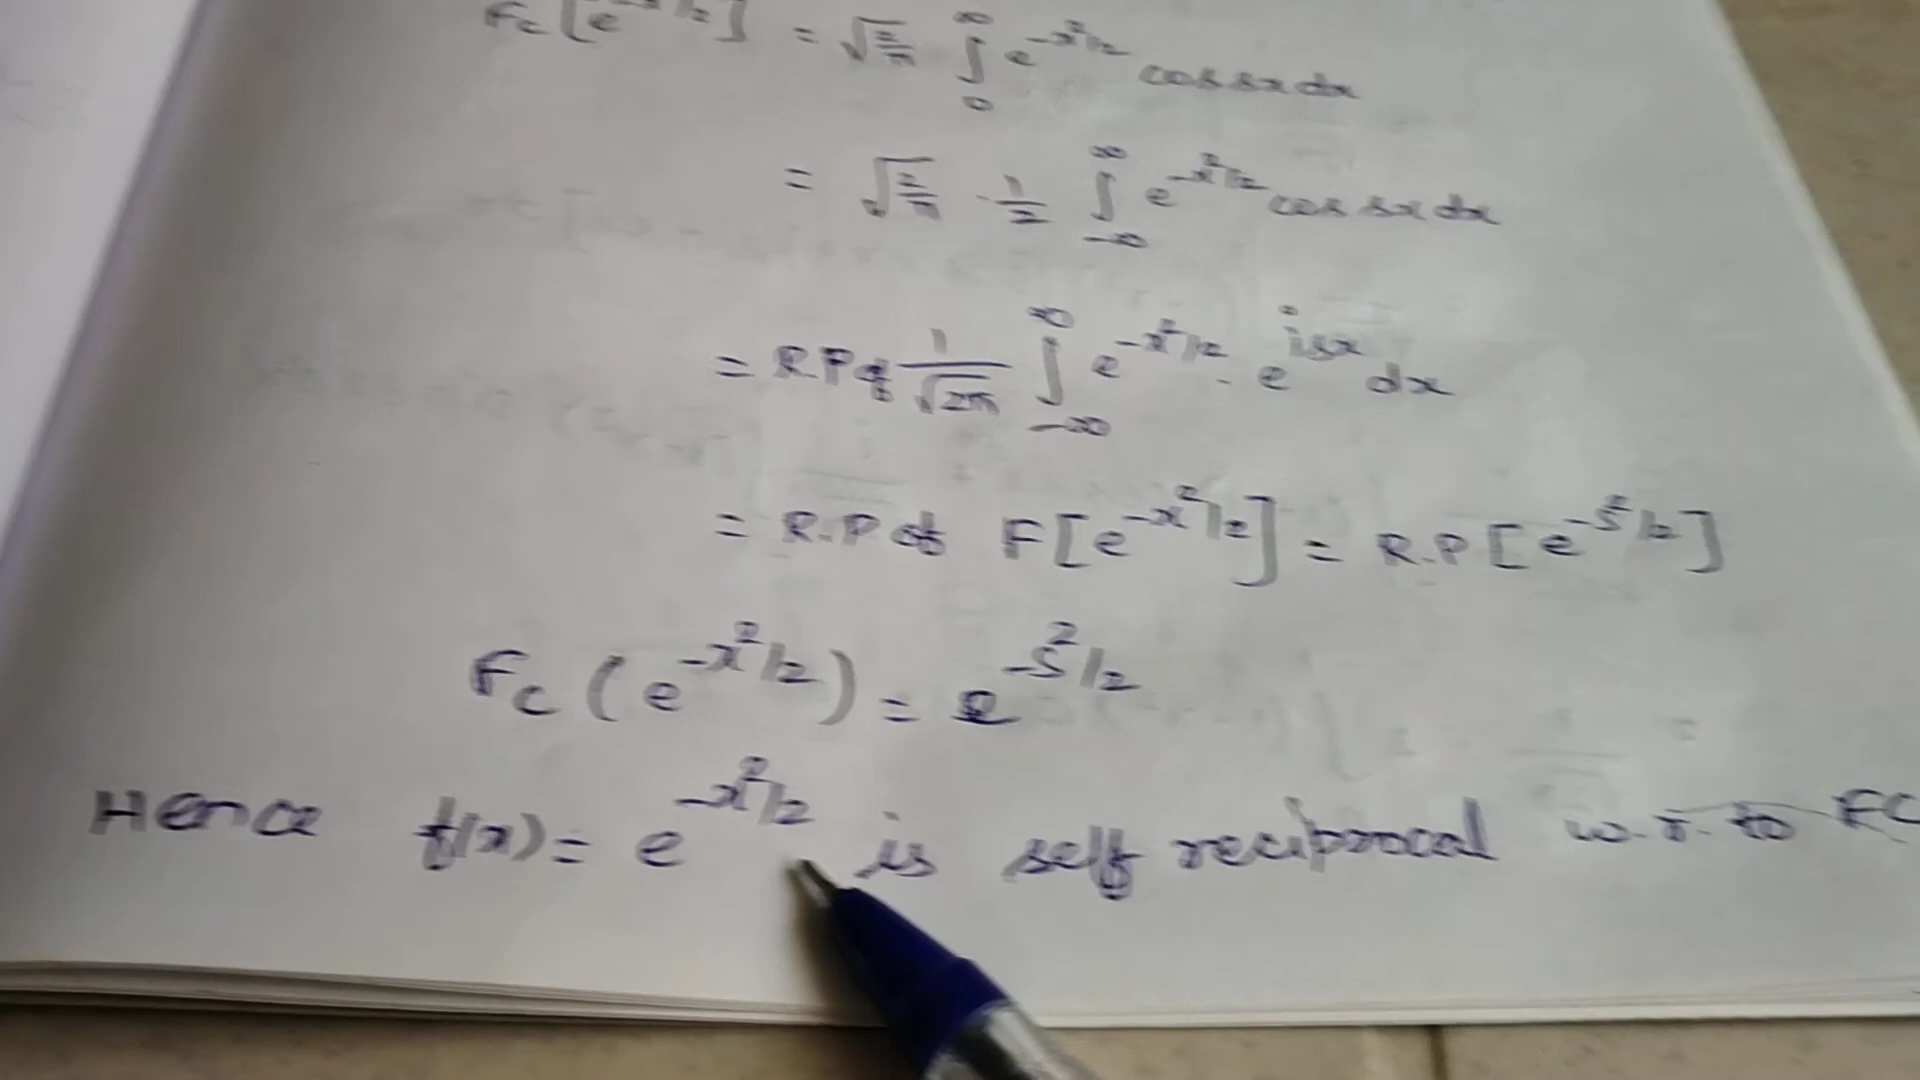 Fc[e^-x²/2] = √2/π ∫₀^∞ e^-x²/2 cos sx dx
= √2/π · 1/2 ∫_-∞^∞ e^-x²/2 cos sx dx
= R.P of 1/√2π ∫_-∞^∞ e^-x²/2 . e^isx dx
= R.P of F[e^-x²/2] = R.P[e^-s²/2]
Fc(e^-x²/2) = e^-s²/2
Hence f(x) = e^-x²/2 is self reciprocal w.r. to FC